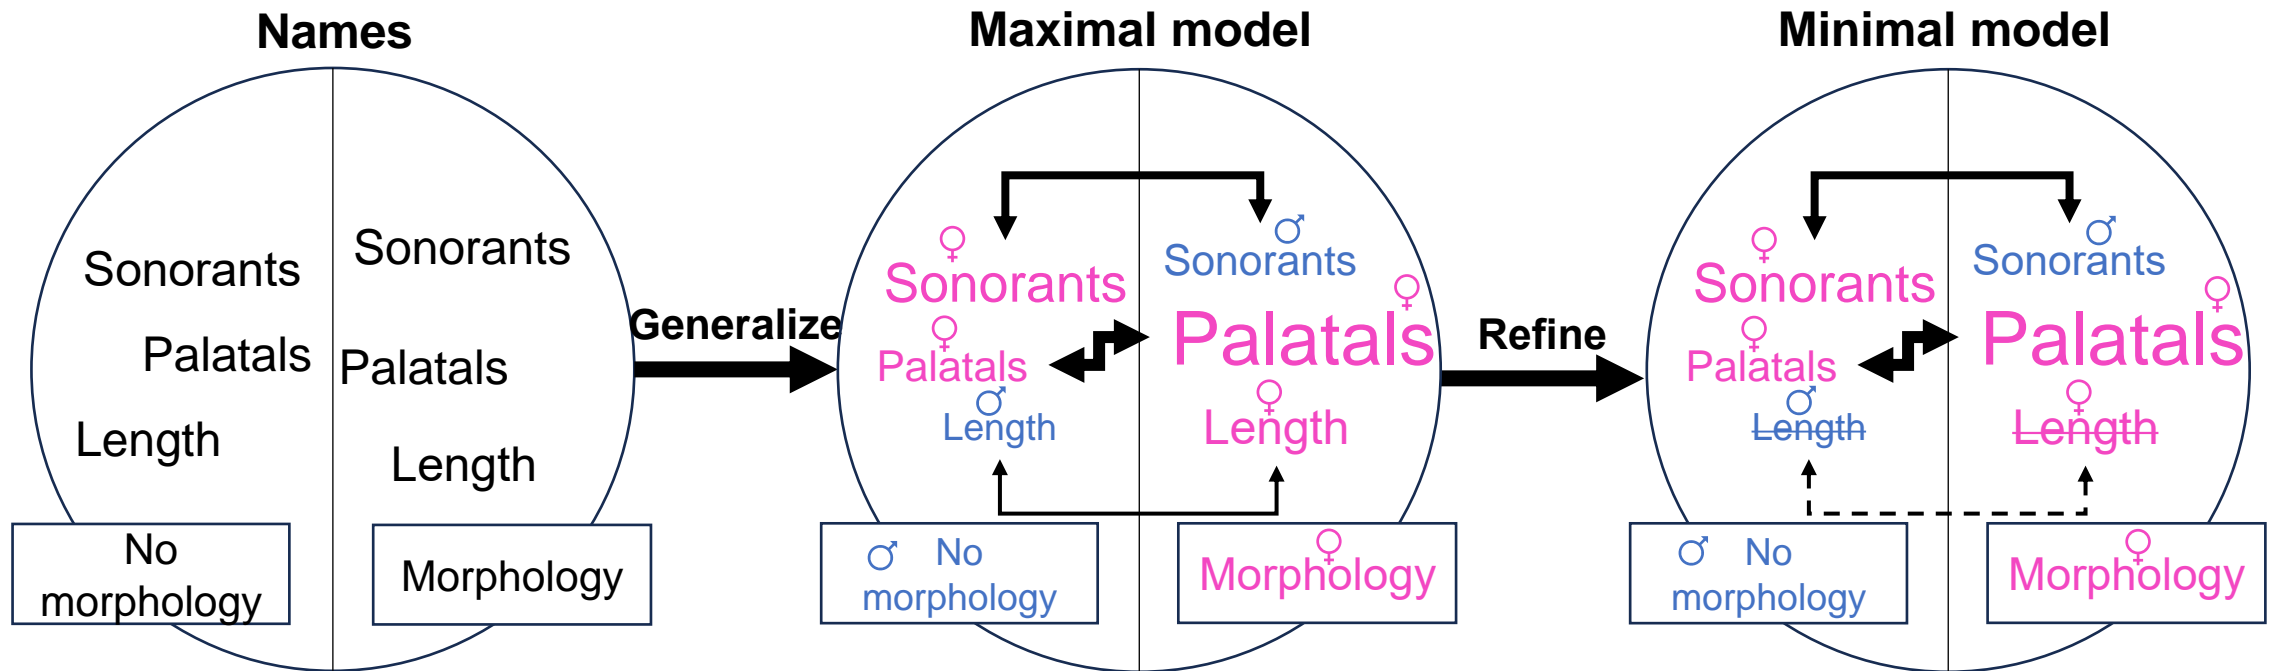 Names
Sonorants
Palatals
Length
No
morphology
Sonorants
Palatals
Length
Morphology
Generalize
Maximal model
♀
Sonorants
♀
Palatals
♂
Length
♂ No
morphology
♂
Sonorants
♀
Palatals
♀
Length
♀
Morphology
Refine
Minimal model
♀
Sonorants
♀
Palatals
♂
Length
♂ No
morphology
♂
Sonorants
♀
Palatals
♀
Length
♀
Morphology